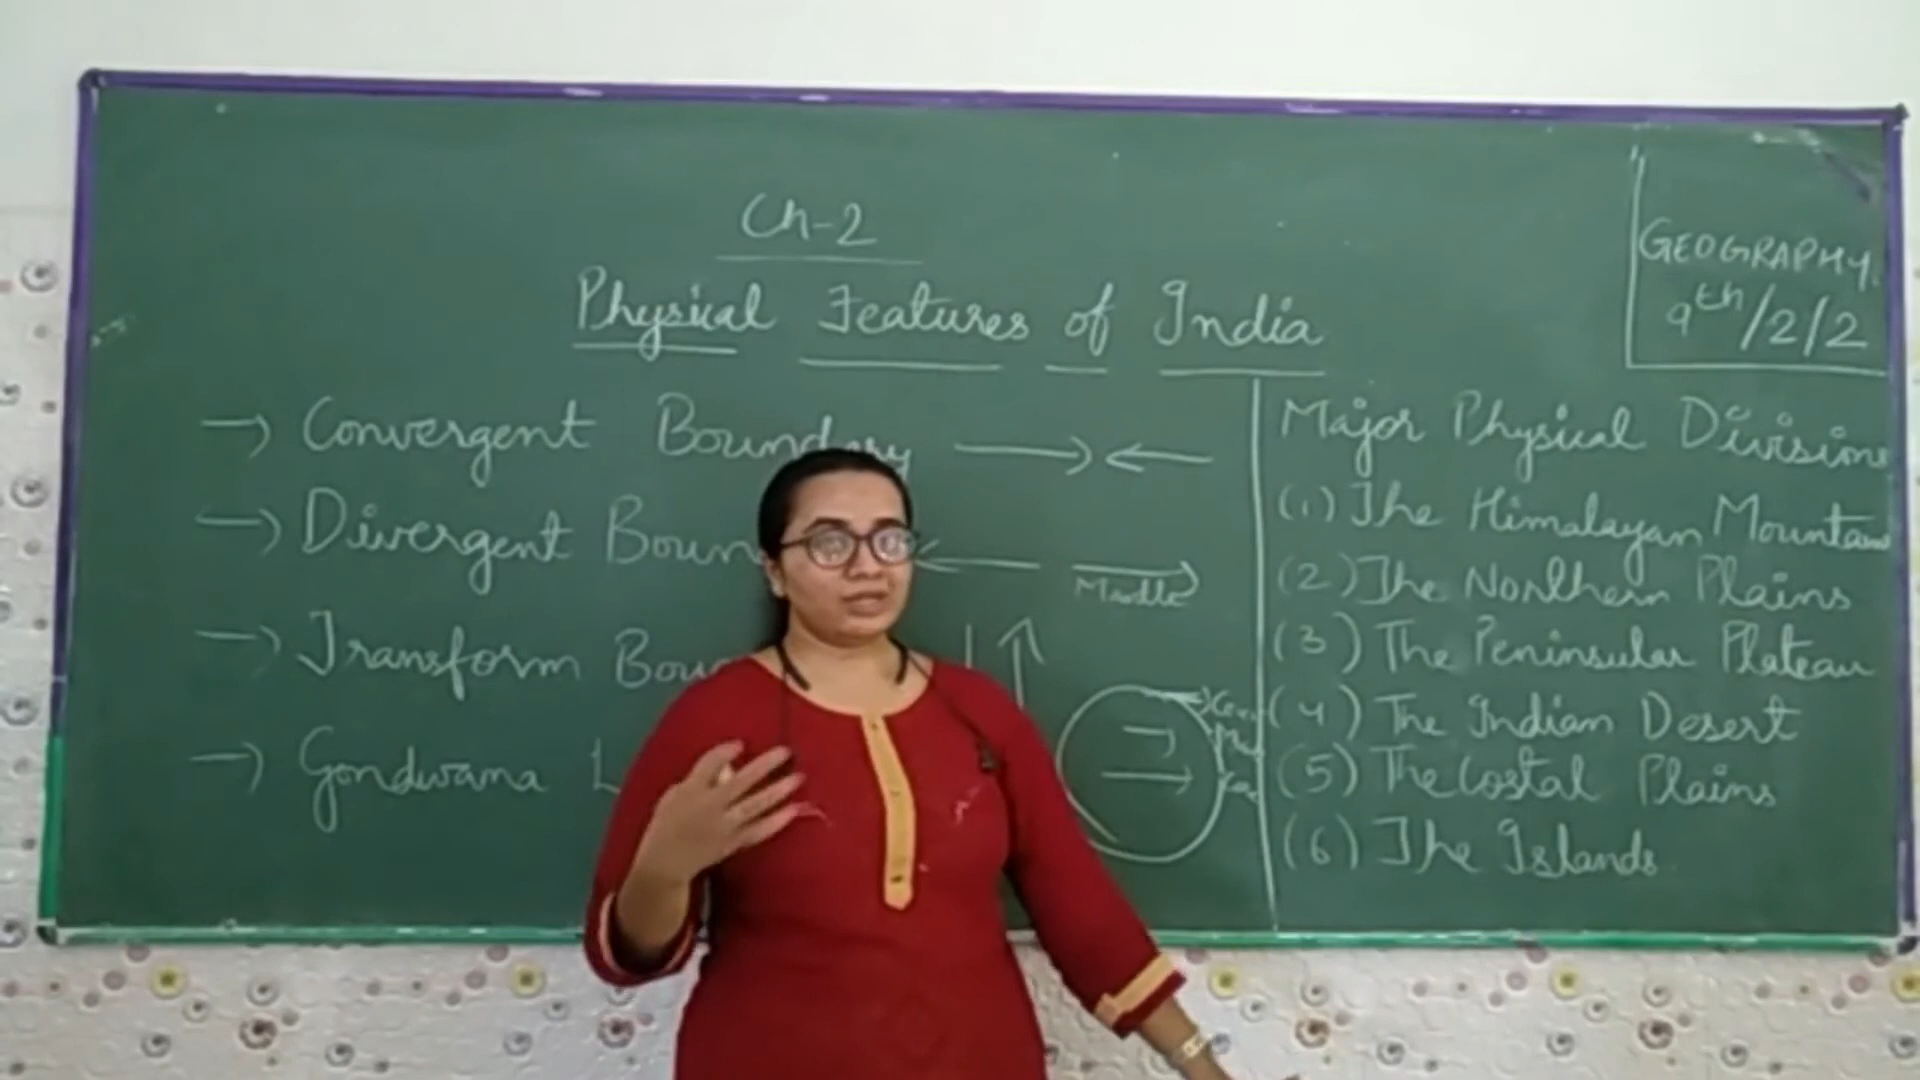 Ch-2
Physical Features of India
GEOGRAPHY
9th/2/2
→ Convergent Boundary → ←
→ Divergent Boun ← →
Mantle
→ Transform Bou ↓ ↑
→ Gondwana L
Major Physical Divisions
(1) The Himalayan Mountain
(2) The Northern Plains
(3) The Peninsular Plateau
(4) The Indian Desert
(5) The Costal Plains
(6) The Islands